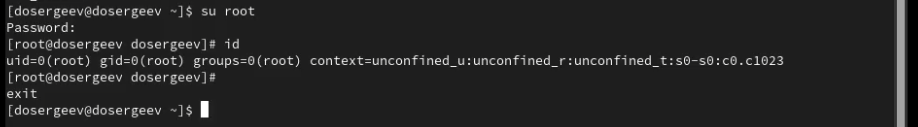 [dosergeev@dosergeev ~]$ su root
Password:
[root@dosergeev dosergeev]# id
uid=0(root) gid=0(root) groups=0(root) context=unconfined_u:unconfined_r:unconfined_t:s0-s0:c0.c1023
[root@dosergeev dosergeev]#
exit
[dosergeev@dosergeev ~]$